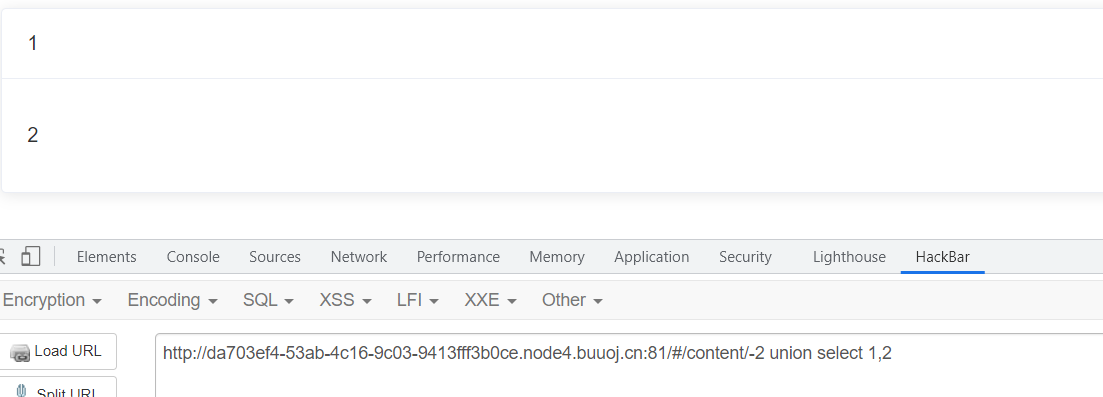 1
2
Elements Console Sources Network Performance Memory Application Security Lighthouse HackBar
Encryption Encoding SQL XSS LFI XXE Other
Load URL
http://da703ef4-53ab-4c16-9c03-9413fff3b0ce.node4.buuoj.cn:81/#/content/-2 union select 1,2
Split URL